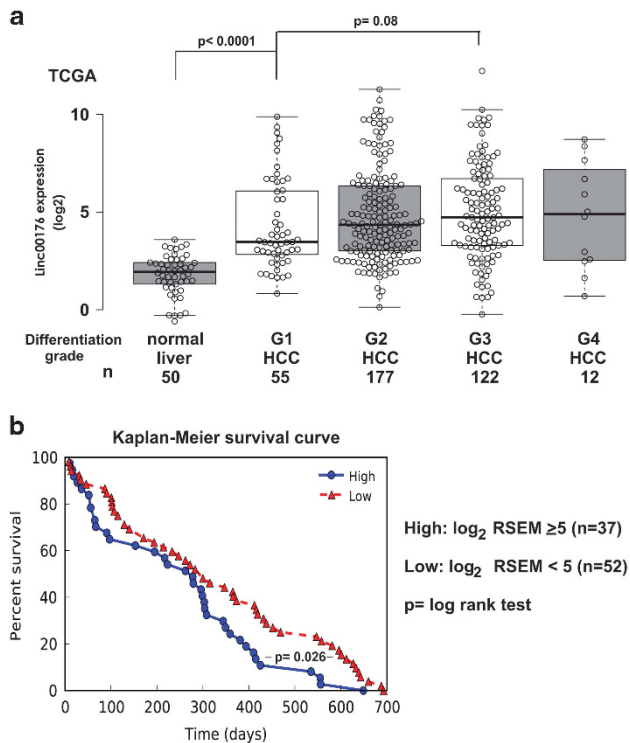 a
p= 0.08
p< 0.0001
TCGA
linc00176 expression
(log2)
10
5
0
Differentiation
grade
n
normal
liver
50
G1
HCC
55
G2
HCC
177
G3
HCC
122
G4
HCC
12
b
Kaplan-Meier survival curve
Percent survival
100
80
60
40
20
0
High
Low
p= 0.026
0 100 200 300 400 500 600 700
Time (days)
High: log2 RSEM ≥5 (n=37)
Low: log2 RSEM < 5 (n=52)
p= log rank test